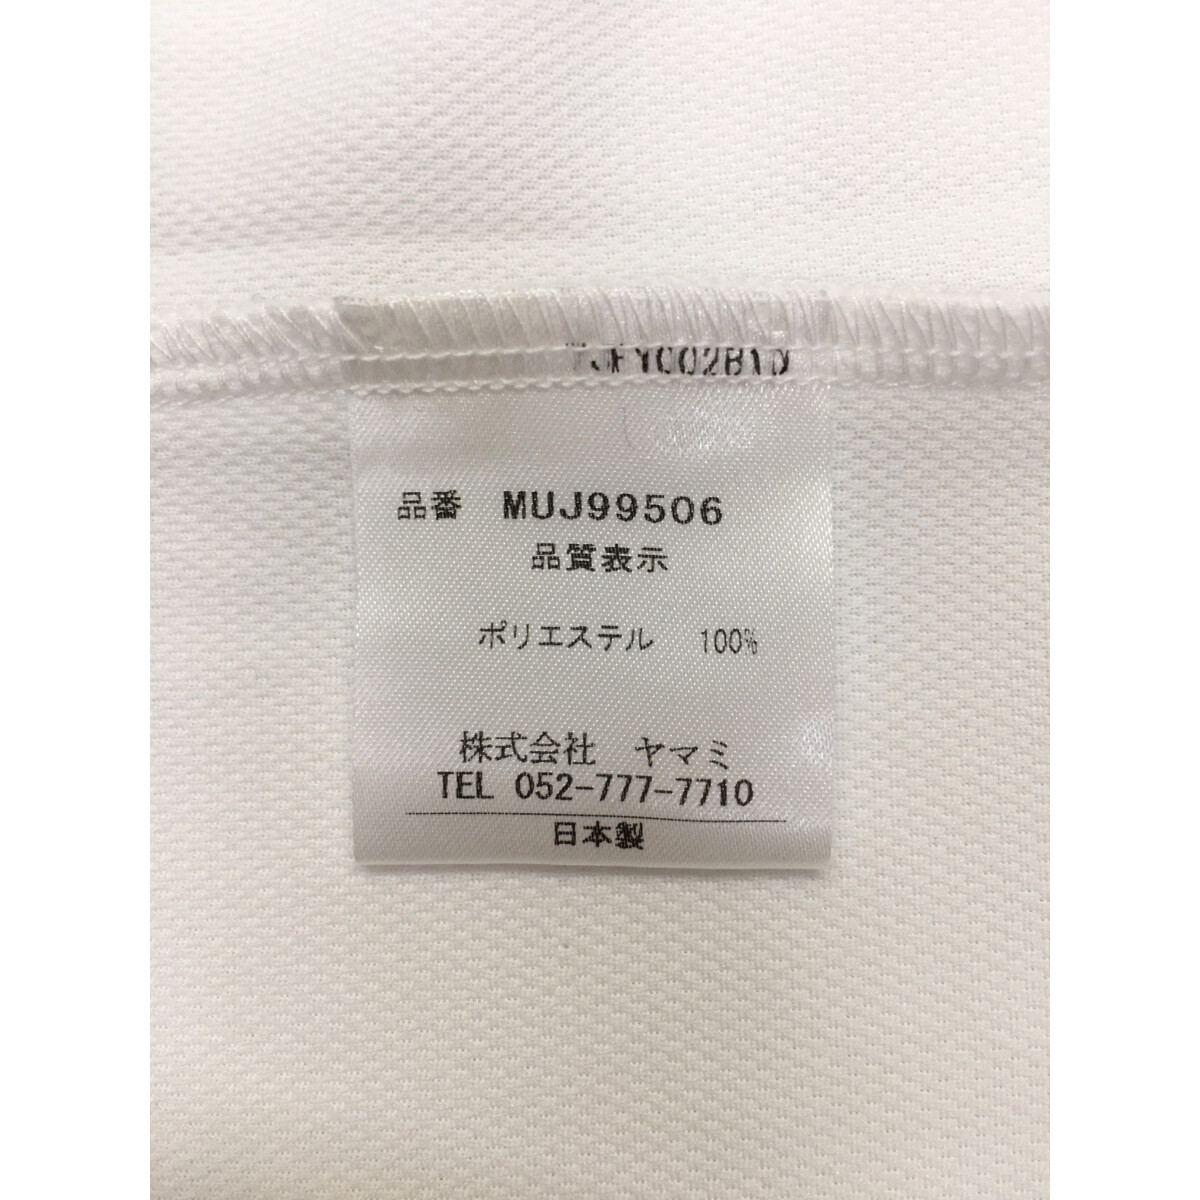 品番 MUJ99506
品質表示
ポリエステル 100%
株式会社 ヤマミ
TEL 052-777-7710
日本製